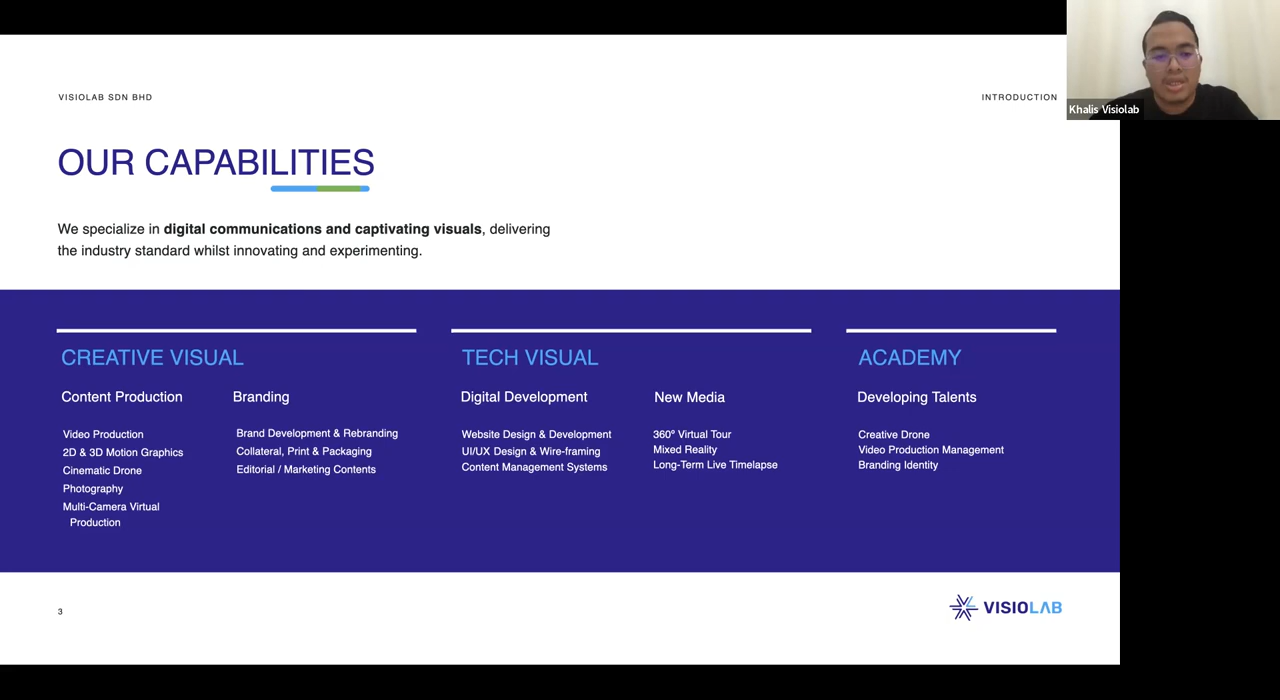 VISIOLAB SDN BHD
INTRODUCTION
Khalis Visiolab
OUR CAPABILITIES
We specialize in digital communications and captivating visuals, delivering
the industry standard whilst innovating and experimenting.
CREATIVE VISUAL
Content Production
Video Production
2D & 3D Motion Graphics
Cinematic Drone
Photography
Multi-Camera Virtual
Production
Branding
Brand Development & Rebranding
Collateral, Print & Packaging
Editorial / Marketing Contents
TECH VISUAL
Digital Development
Website Design & Development
UI/UX Design & Wire-framing
Content Management Systems
New Media
360º Virtual Tour
Mixed Reality
Long-Term Live Timelapse
ACADEMY
Developing Talents
Creative Drone
Video Production Management
Branding Identity
3
VISIOLAB